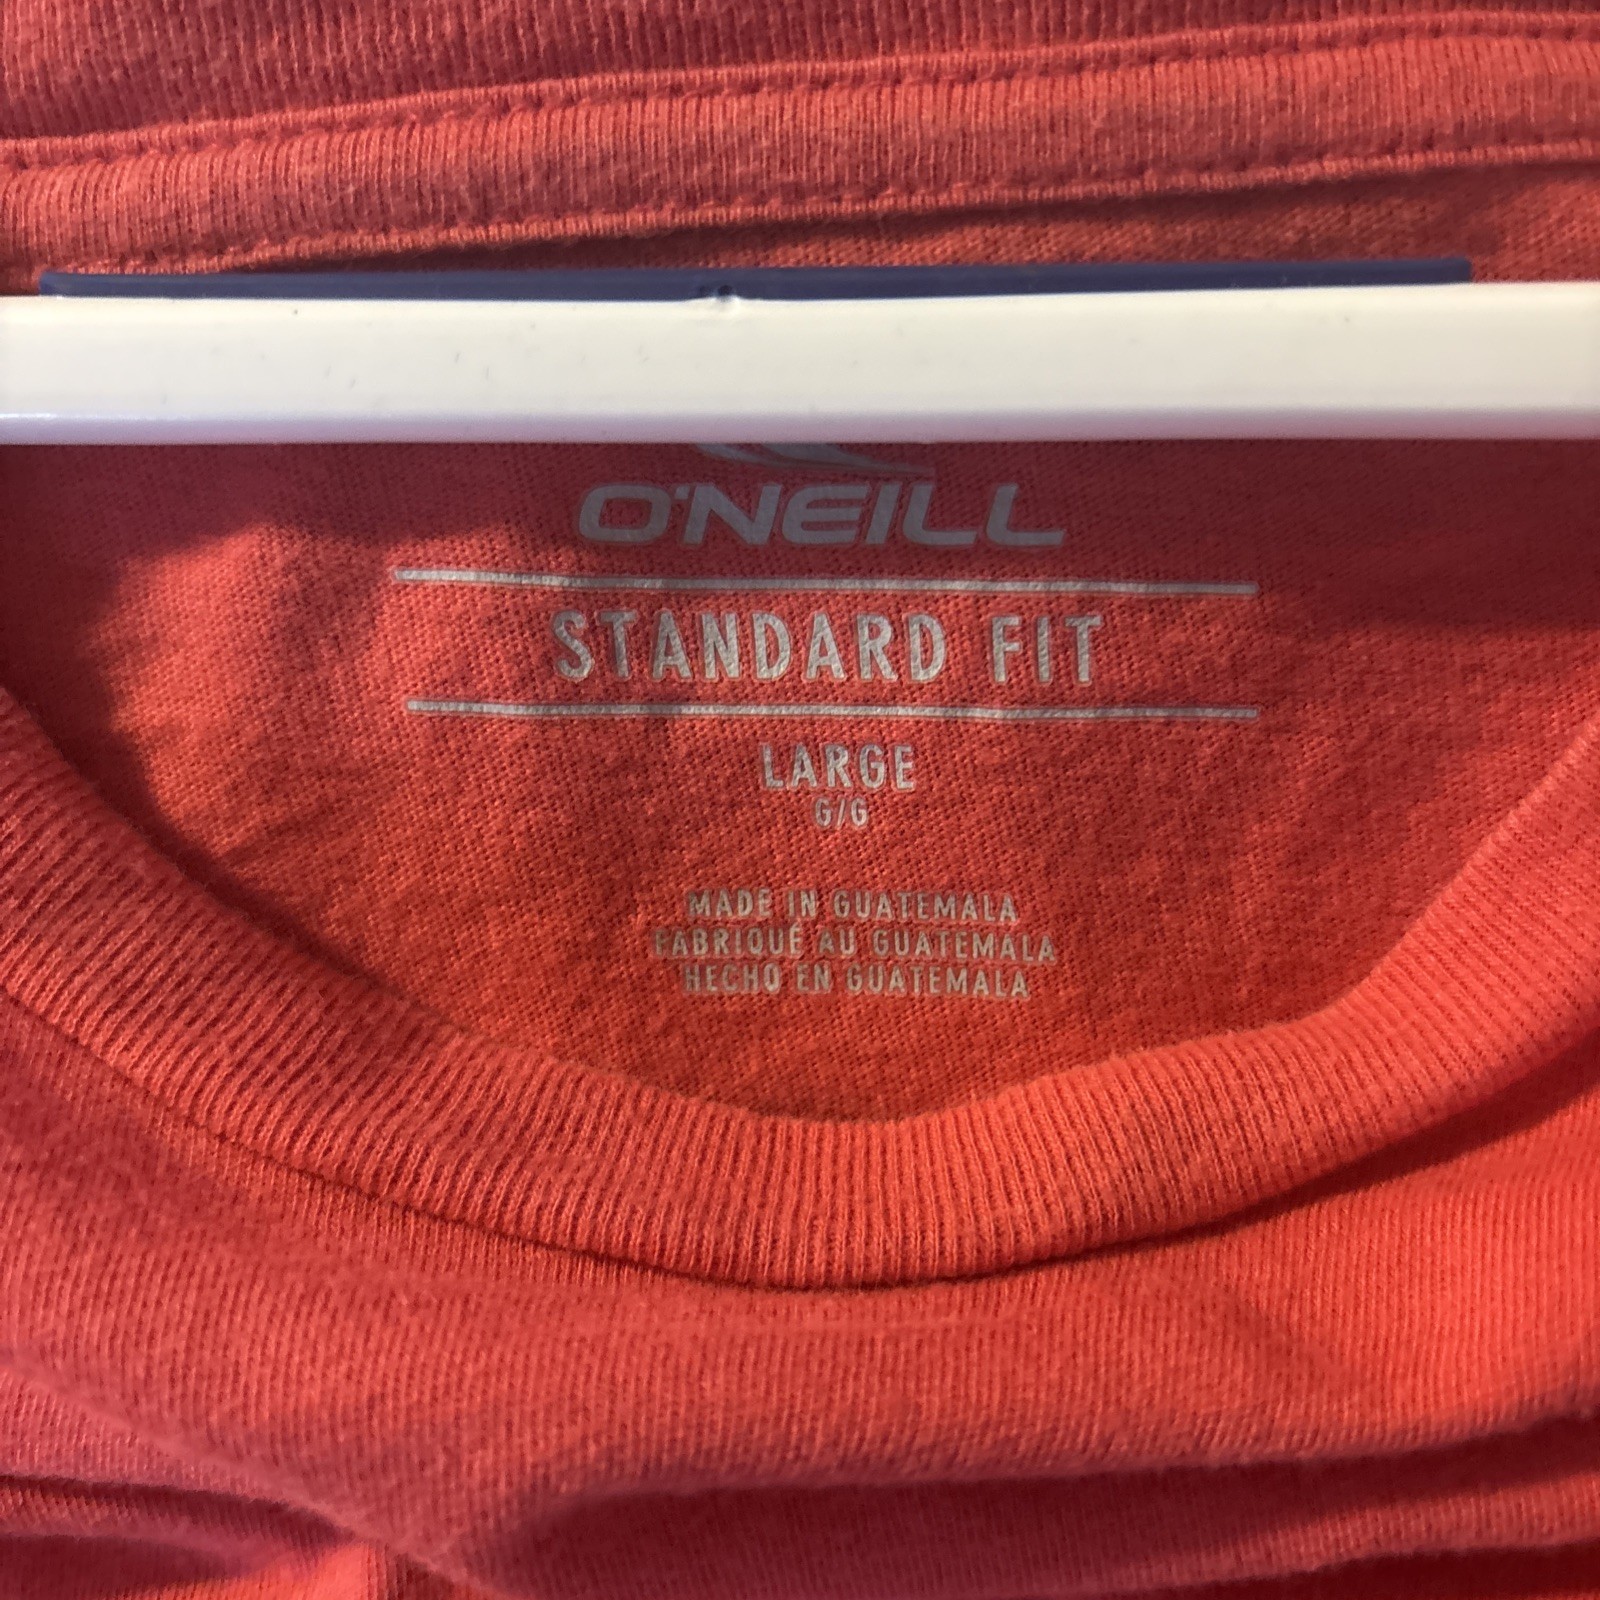 O'NEILL
STANDARD FIT
LARGE
G/G
MADE IN GUATEMALA
FABRIQUÉ AU GUATEMALA
HECHO EN GUATEMALA